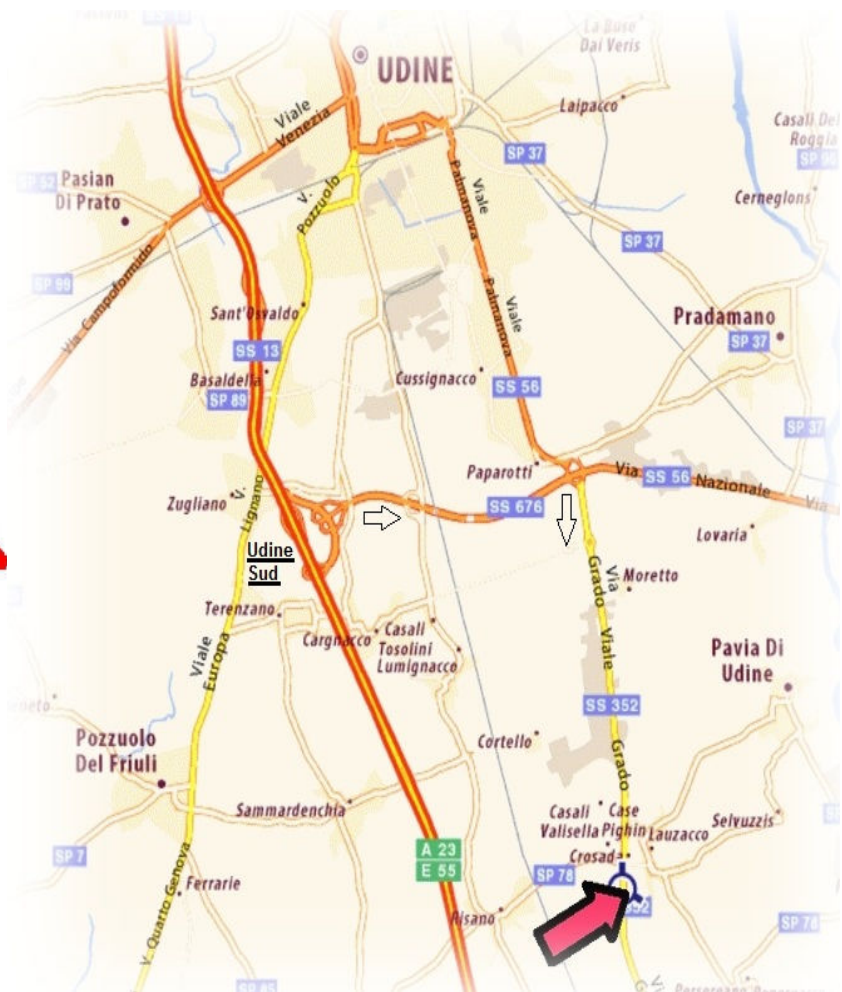 UDINE
La Buse
Dai Veris
Laipacco
Viale
Venezia
SP 37
SP 52
Pasian
Di Prato
V.
Pozzuolo
Viale
Palmanova
Cerneglons
SP 37
SP 99
Via Campoformido
Sant'Osvaldo
Viale
Palmanova
Pradamano
SP 37
SS 13
Basaldella
SP 89
Cussignacco
SS 56
SP 37
Paparotti
Via
SS 56
Nazionale
Via
Zugliano
V.
Lignano
SS 676
Lovaria
Udine
Sud
Via
Grado
Moretto
Terenzano
Cargnacco
Casali
Tosolini
Lumignacco
Viale
Europa
Viale
Grado
Pavia Di
Udine
SS 352
Pozzuolo
Del Friuli
Cortello
Sammardenchia
Casali
Valisella
Case
Pighin
Lauzacco
Selvuzzis
Crosad
A 23
E 55
SP 7
SP 78
Ferrarie
V. Quarto Genova
Risano
SP 78